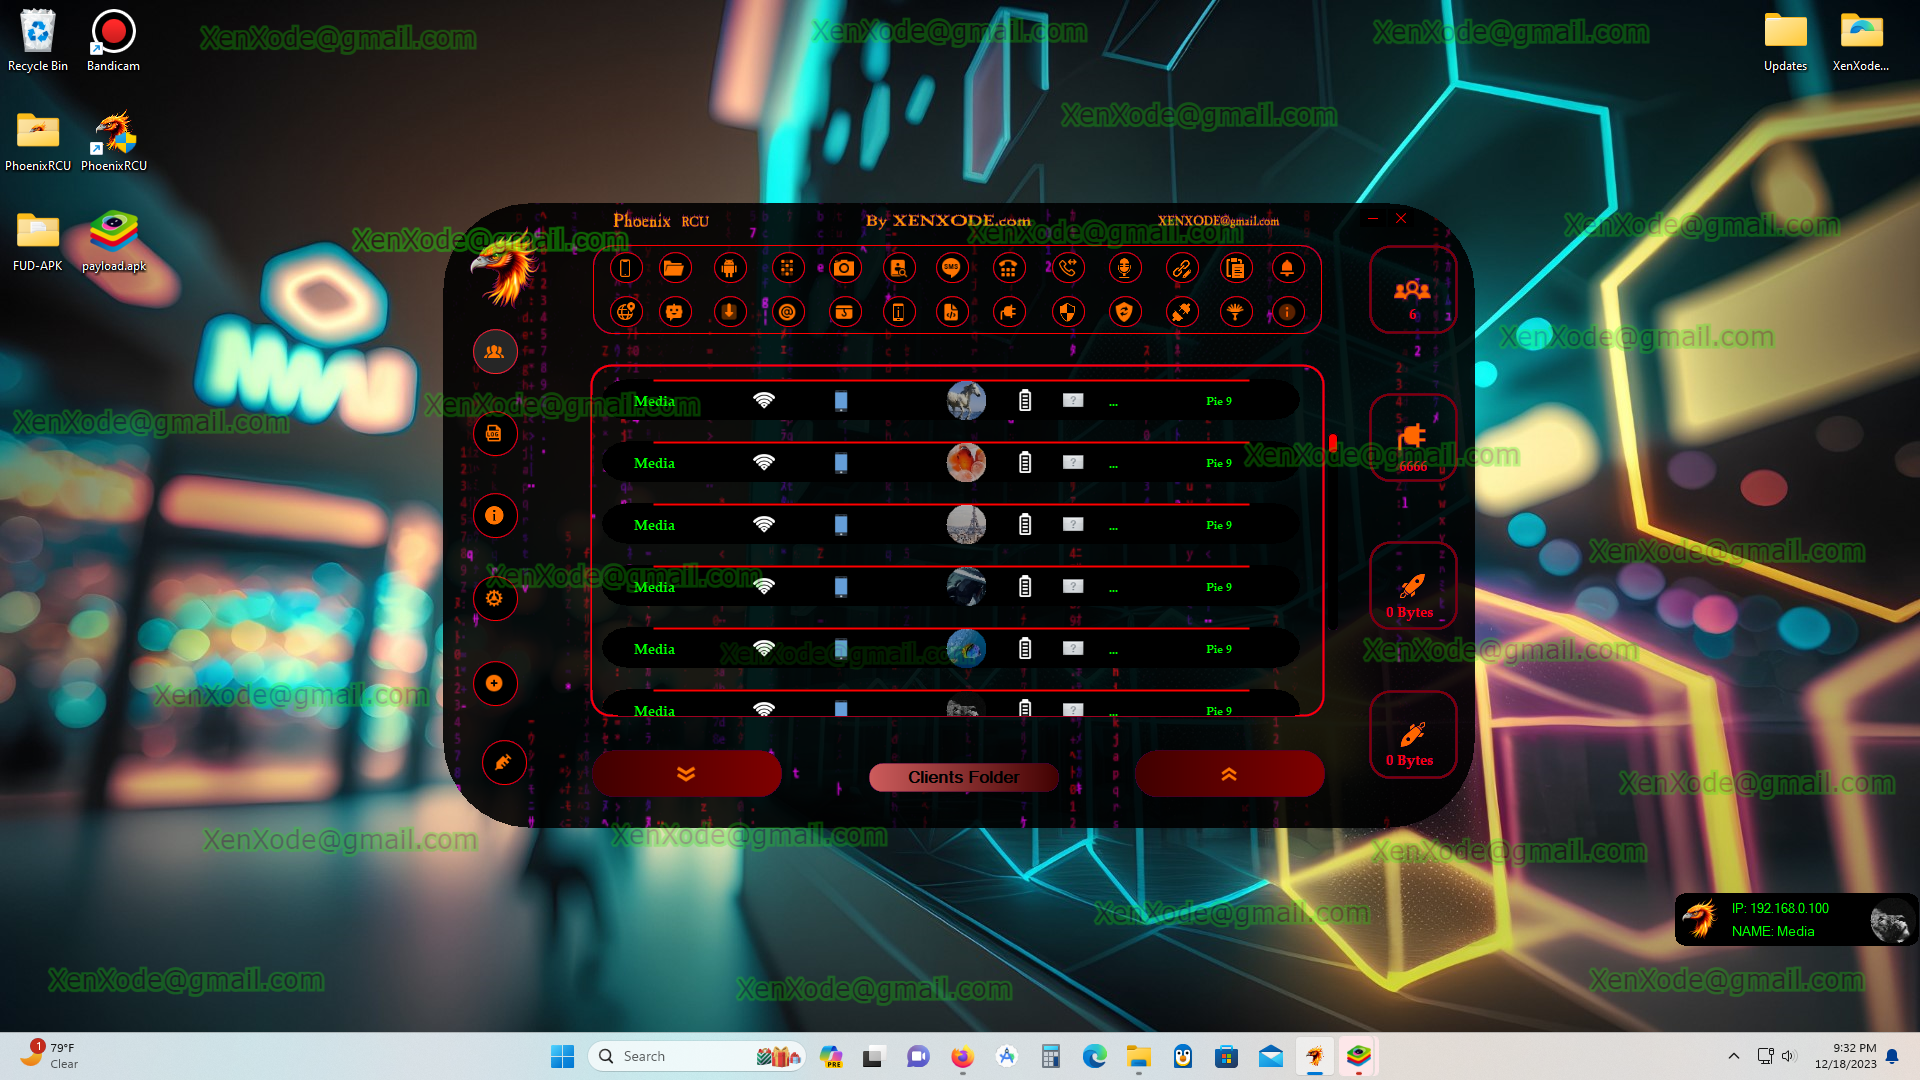 Recycle Bin
Bandicam
Updates
XenXode...
PhoenixRCU
PhoenixRCU
FUD-APK
payload.apk
XenXode@gmail.com
XenXode@gmail.com
XenXode@gmail.com
XenXode@gmail.com
Phoenix RCU
By XENXODE.com
XENXODE@gmail.com
XenXode@gmail.com
XenXode@gmail.com
XenXode@gmail.com
SMS
6
XenXode@gmail.com
Media
...
Pie 9
XenXode@gmail.com
XenXode@gmail.com
LOG
Media
...
Pie 9
XenXode@gmail.com
6666
Media
...
Pie 9
XenXode@gmail.com
XenXode@gmail.com
Media
...
Pie 9
0 Bytes
Media
...
Pie 9
XenXode@gmail.com
XenXode@gmail.com
XenXode@gmail.com
Media
...
Pie 9
0 Bytes
Clients Folder
XenXode@gmail.com
XenXode@gmail.com
XenXode@gmail.com
XenXode@gmail.com
XenXode@gmail.com
IP: 192.168.0.100
NAME: Media
XenXode@gmail.com
XenXode@gmail.com
XenXode@gmail.com
1
79°F
Clear
Search
PRE
9:32 PM
12/18/2023